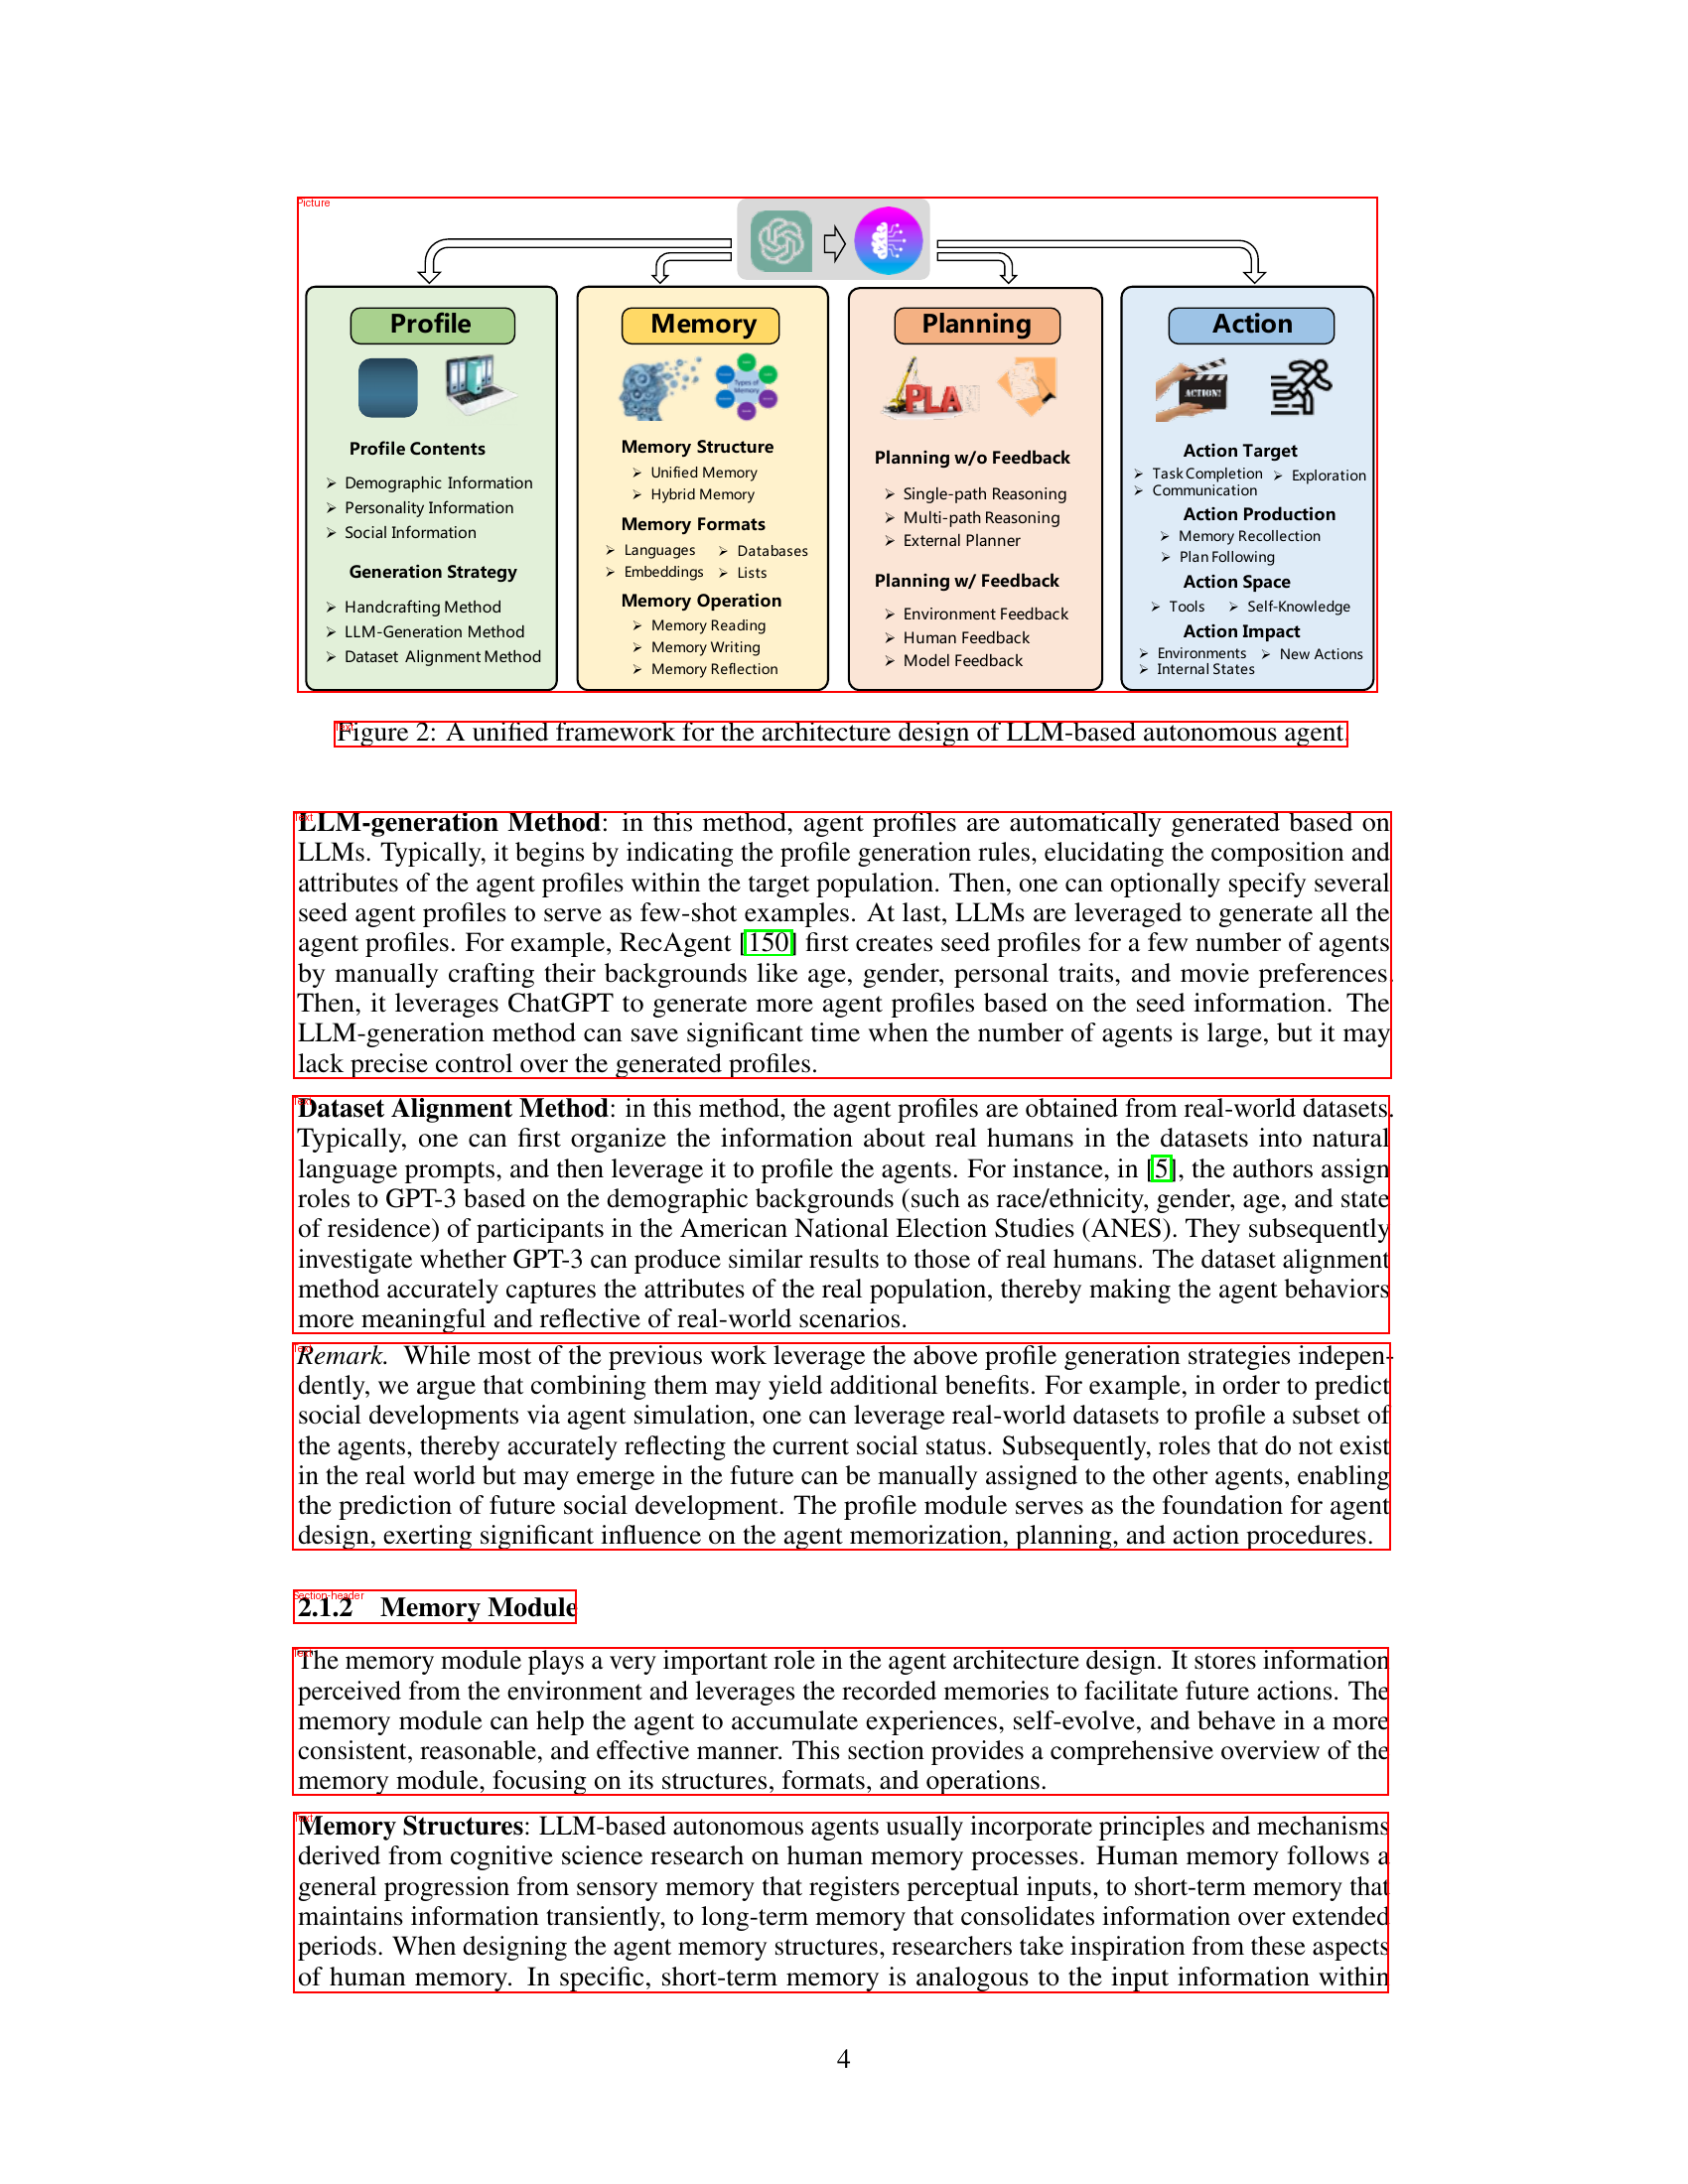 Picture
Profile
Profile Contents
➢ Demographic Information
➢ Personality Information
➢ Social Information
Generation Strategy
➢ Handcrafting Method
➢ LLM-Generation Method
➢ Dataset Alignment Method
Memory
Types of
Memory
Memory Structure
➢ Unified Memory
➢ Hybrid Memory
Memory Formats
➢ Languages ➢ Databases
➢ Embeddings ➢ Lists
Memory Operation
➢ Memory Reading
➢ Memory Writing
➢ Memory Reflection
Planning
PLA
Planning w/o Feedback
➢ Single-path Reasoning
➢ Multi-path Reasoning
➢ External Planner
Planning w/ Feedback
➢ Environment Feedback
➢ Human Feedback
➢ Model Feedback
Action
ACTION!
Action Target
➢ Task Completion ➢ Exploration
➢ Communication
Action Production
➢ Memory Recollection
➢ Plan Following
Action Space
➢ Tools ➢ Self-Knowledge
Action Impact
➢ Environments ➢ New Actions
➢ Internal States
Text
Figure 2: A unified framework for the architecture design of LLM-based autonomous agent.
Text
LLM-generation Method: in this method, agent profiles are automatically generated based on
LLMs. Typically, it begins by indicating the profile generation rules, elucidating the composition and
attributes of the agent profiles within the target population. Then, one can optionally specify several
seed agent profiles to serve as few-shot examples. At last, LLMs are leveraged to generate all the
agent profiles. For example, RecAgent [150] first creates seed profiles for a few number of agents
by manually crafting their backgrounds like age, gender, personal traits, and movie preferences.
Then, it leverages ChatGPT to generate more agent profiles based on the seed information. The
LLM-generation method can save significant time when the number of agents is large, but it may
lack precise control over the generated profiles.
Text
Dataset Alignment Method: in this method, the agent profiles are obtained from real-world datasets.
Typically, one can first organize the information about real humans in the datasets into natural
language prompts, and then leverage it to profile the agents. For instance, in [5], the authors assign
roles to GPT-3 based on the demographic backgrounds (such as race/ethnicity, gender, age, and state
of residence) of participants in the American National Election Studies (ANES). They subsequently
investigate whether GPT-3 can produce similar results to those of real humans. The dataset alignment
method accurately captures the attributes of the real population, thereby making the agent behaviors
more meaningful and reflective of real-world scenarios.
Text
Remark. While most of the previous work leverage the above profile generation strategies indepen-
dently, we argue that combining them may yield additional benefits. For example, in order to predict
social developments via agent simulation, one can leverage real-world datasets to profile a subset of
the agents, thereby accurately reflecting the current social status. Subsequently, roles that do not exist
in the real world but may emerge in the future can be manually assigned to the other agents, enabling
the prediction of future social development. The profile module serves as the foundation for agent
design, exerting significant influence on the agent memorization, planning, and action procedures.
Section-header
2.1.2 Memory Module
Text
The memory module plays a very important role in the agent architecture design. It stores information
perceived from the environment and leverages the recorded memories to facilitate future actions. The
memory module can help the agent to accumulate experiences, self-evolve, and behave in a more
consistent, reasonable, and effective manner. This section provides a comprehensive overview of the
memory module, focusing on its structures, formats, and operations.
Text
Memory Structures: LLM-based autonomous agents usually incorporate principles and mechanisms
derived from cognitive science research on human memory processes. Human memory follows a
general progression from sensory memory that registers perceptual inputs, to short-term memory that
maintains information transiently, to long-term memory that consolidates information over extended
periods. When designing the agent memory structures, researchers take inspiration from these aspects
of human memory. In specific, short-term memory is analogous to the input information within
4